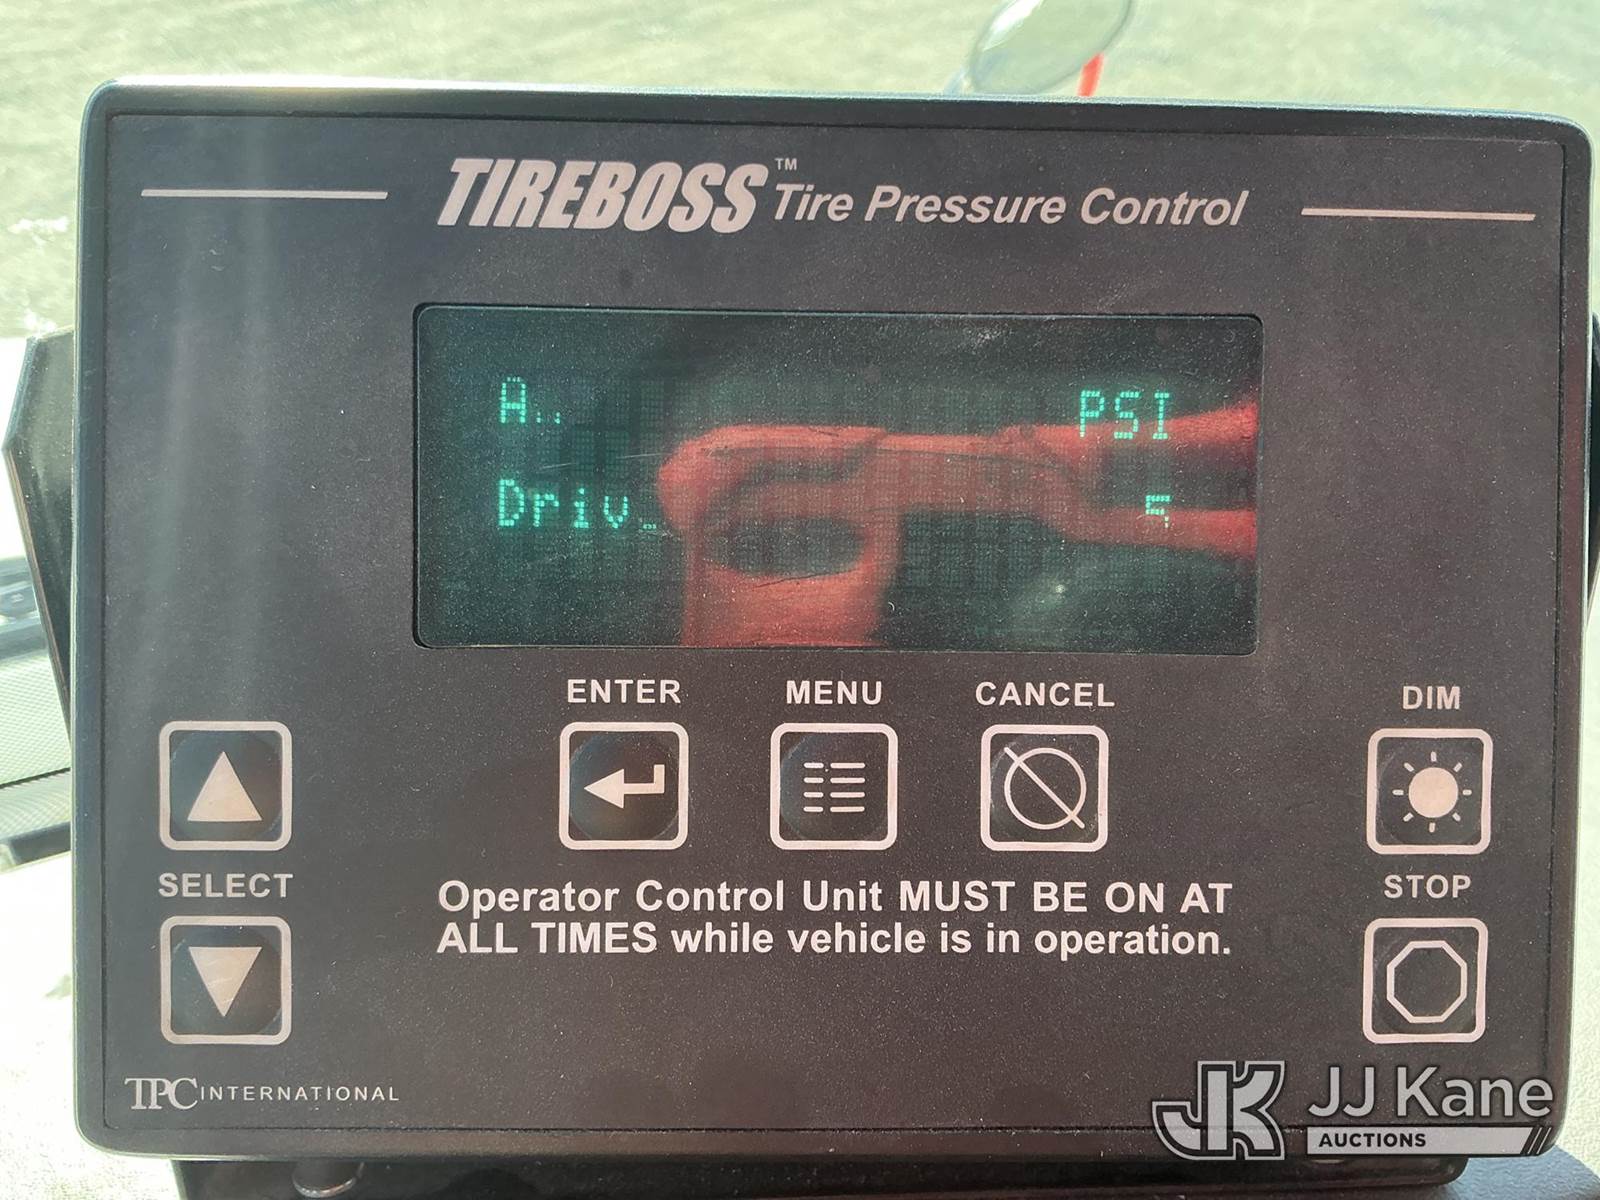 TIREBOSS™ Tire Pressure Control
PSI
Driv
ENTER MENU CANCEL DIM
SELECT
STOP
Operator Control Unit MUST BE ON AT
ALL TIMES while vehicle is in operation.
TPC INTERNATIONAL
JK JJ Kane
AUCTIONS